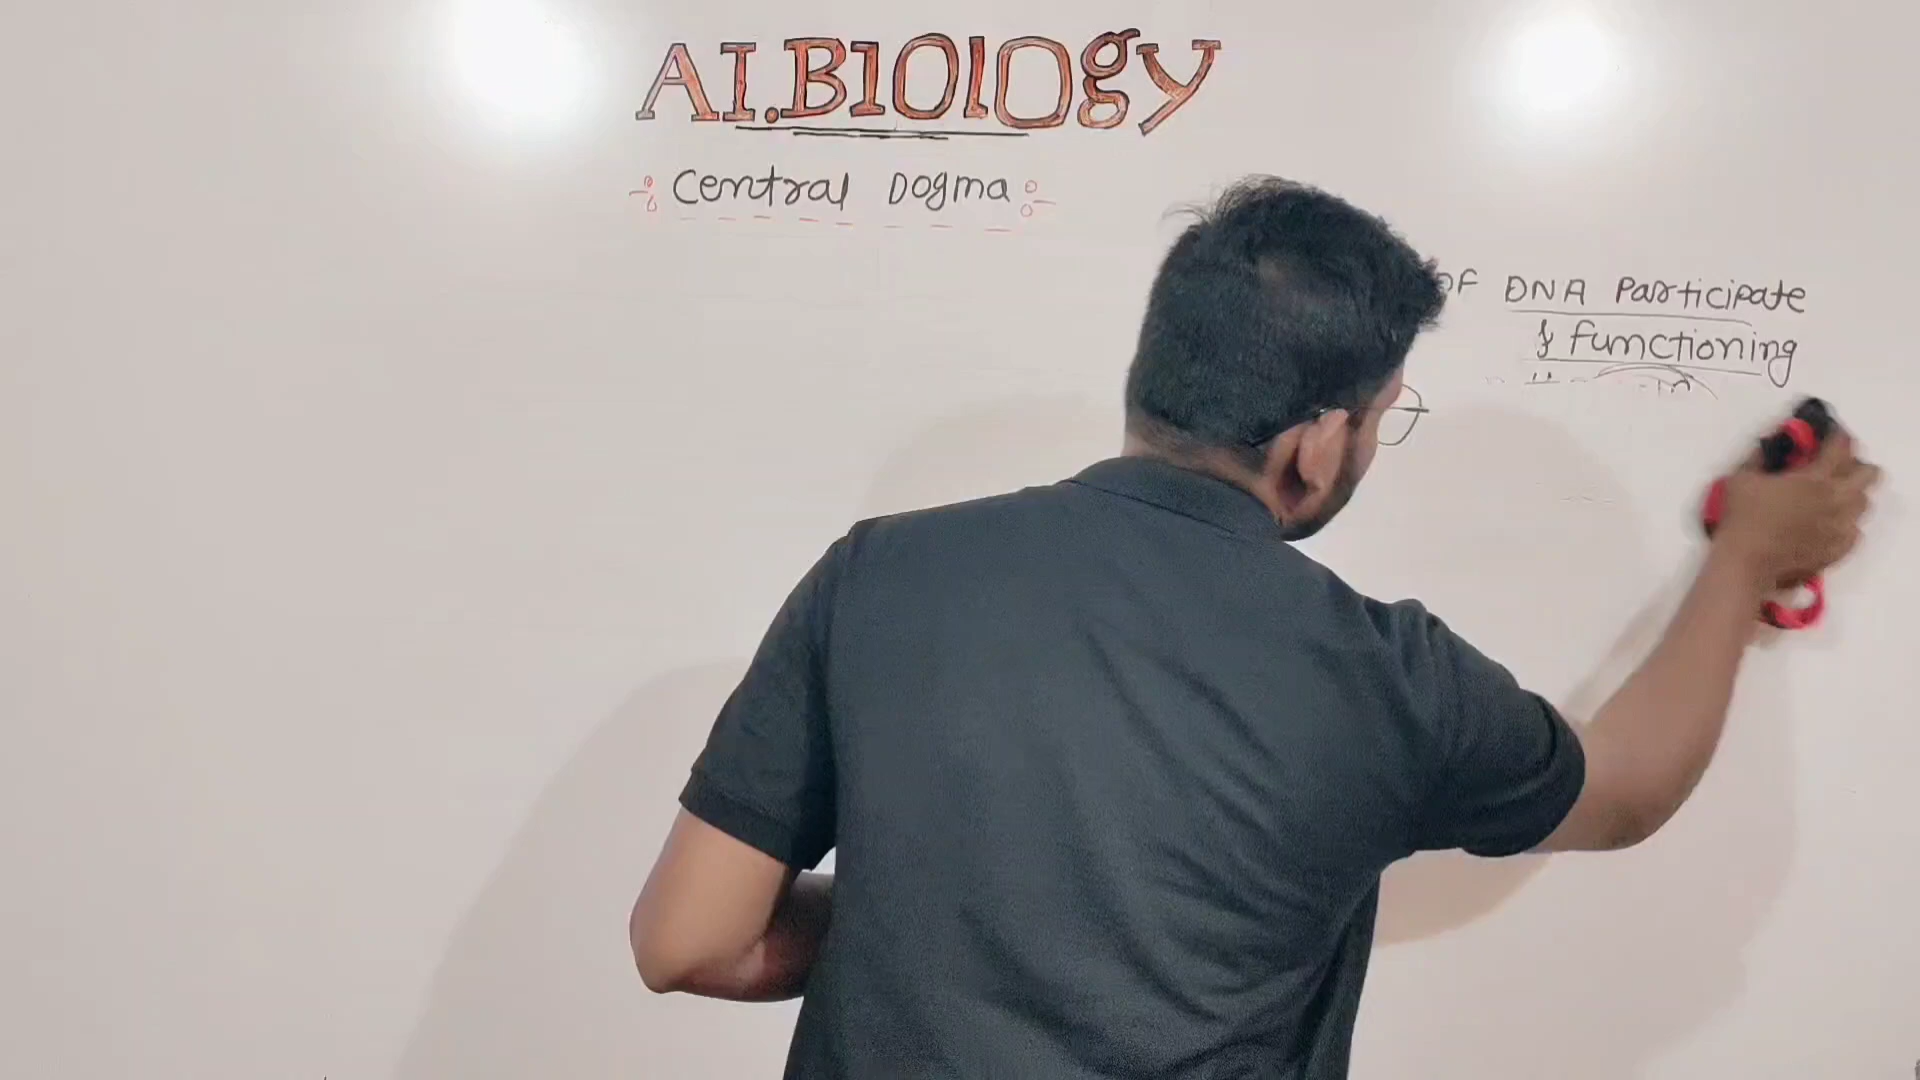 AI.Biology
Central Dogma
OF DNA Participate
& Functioning